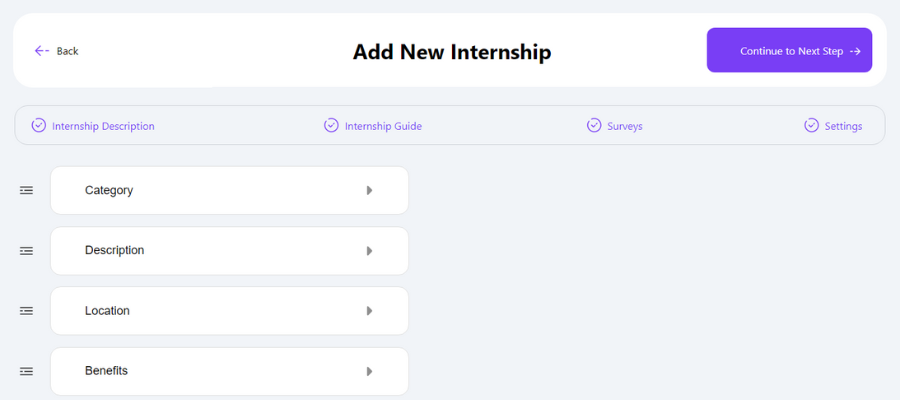 Back
Add New Internship
Continue to Next Step
Internship Description
Internship Guide
Surveys
Settings
Category
Description
Location
Benefits